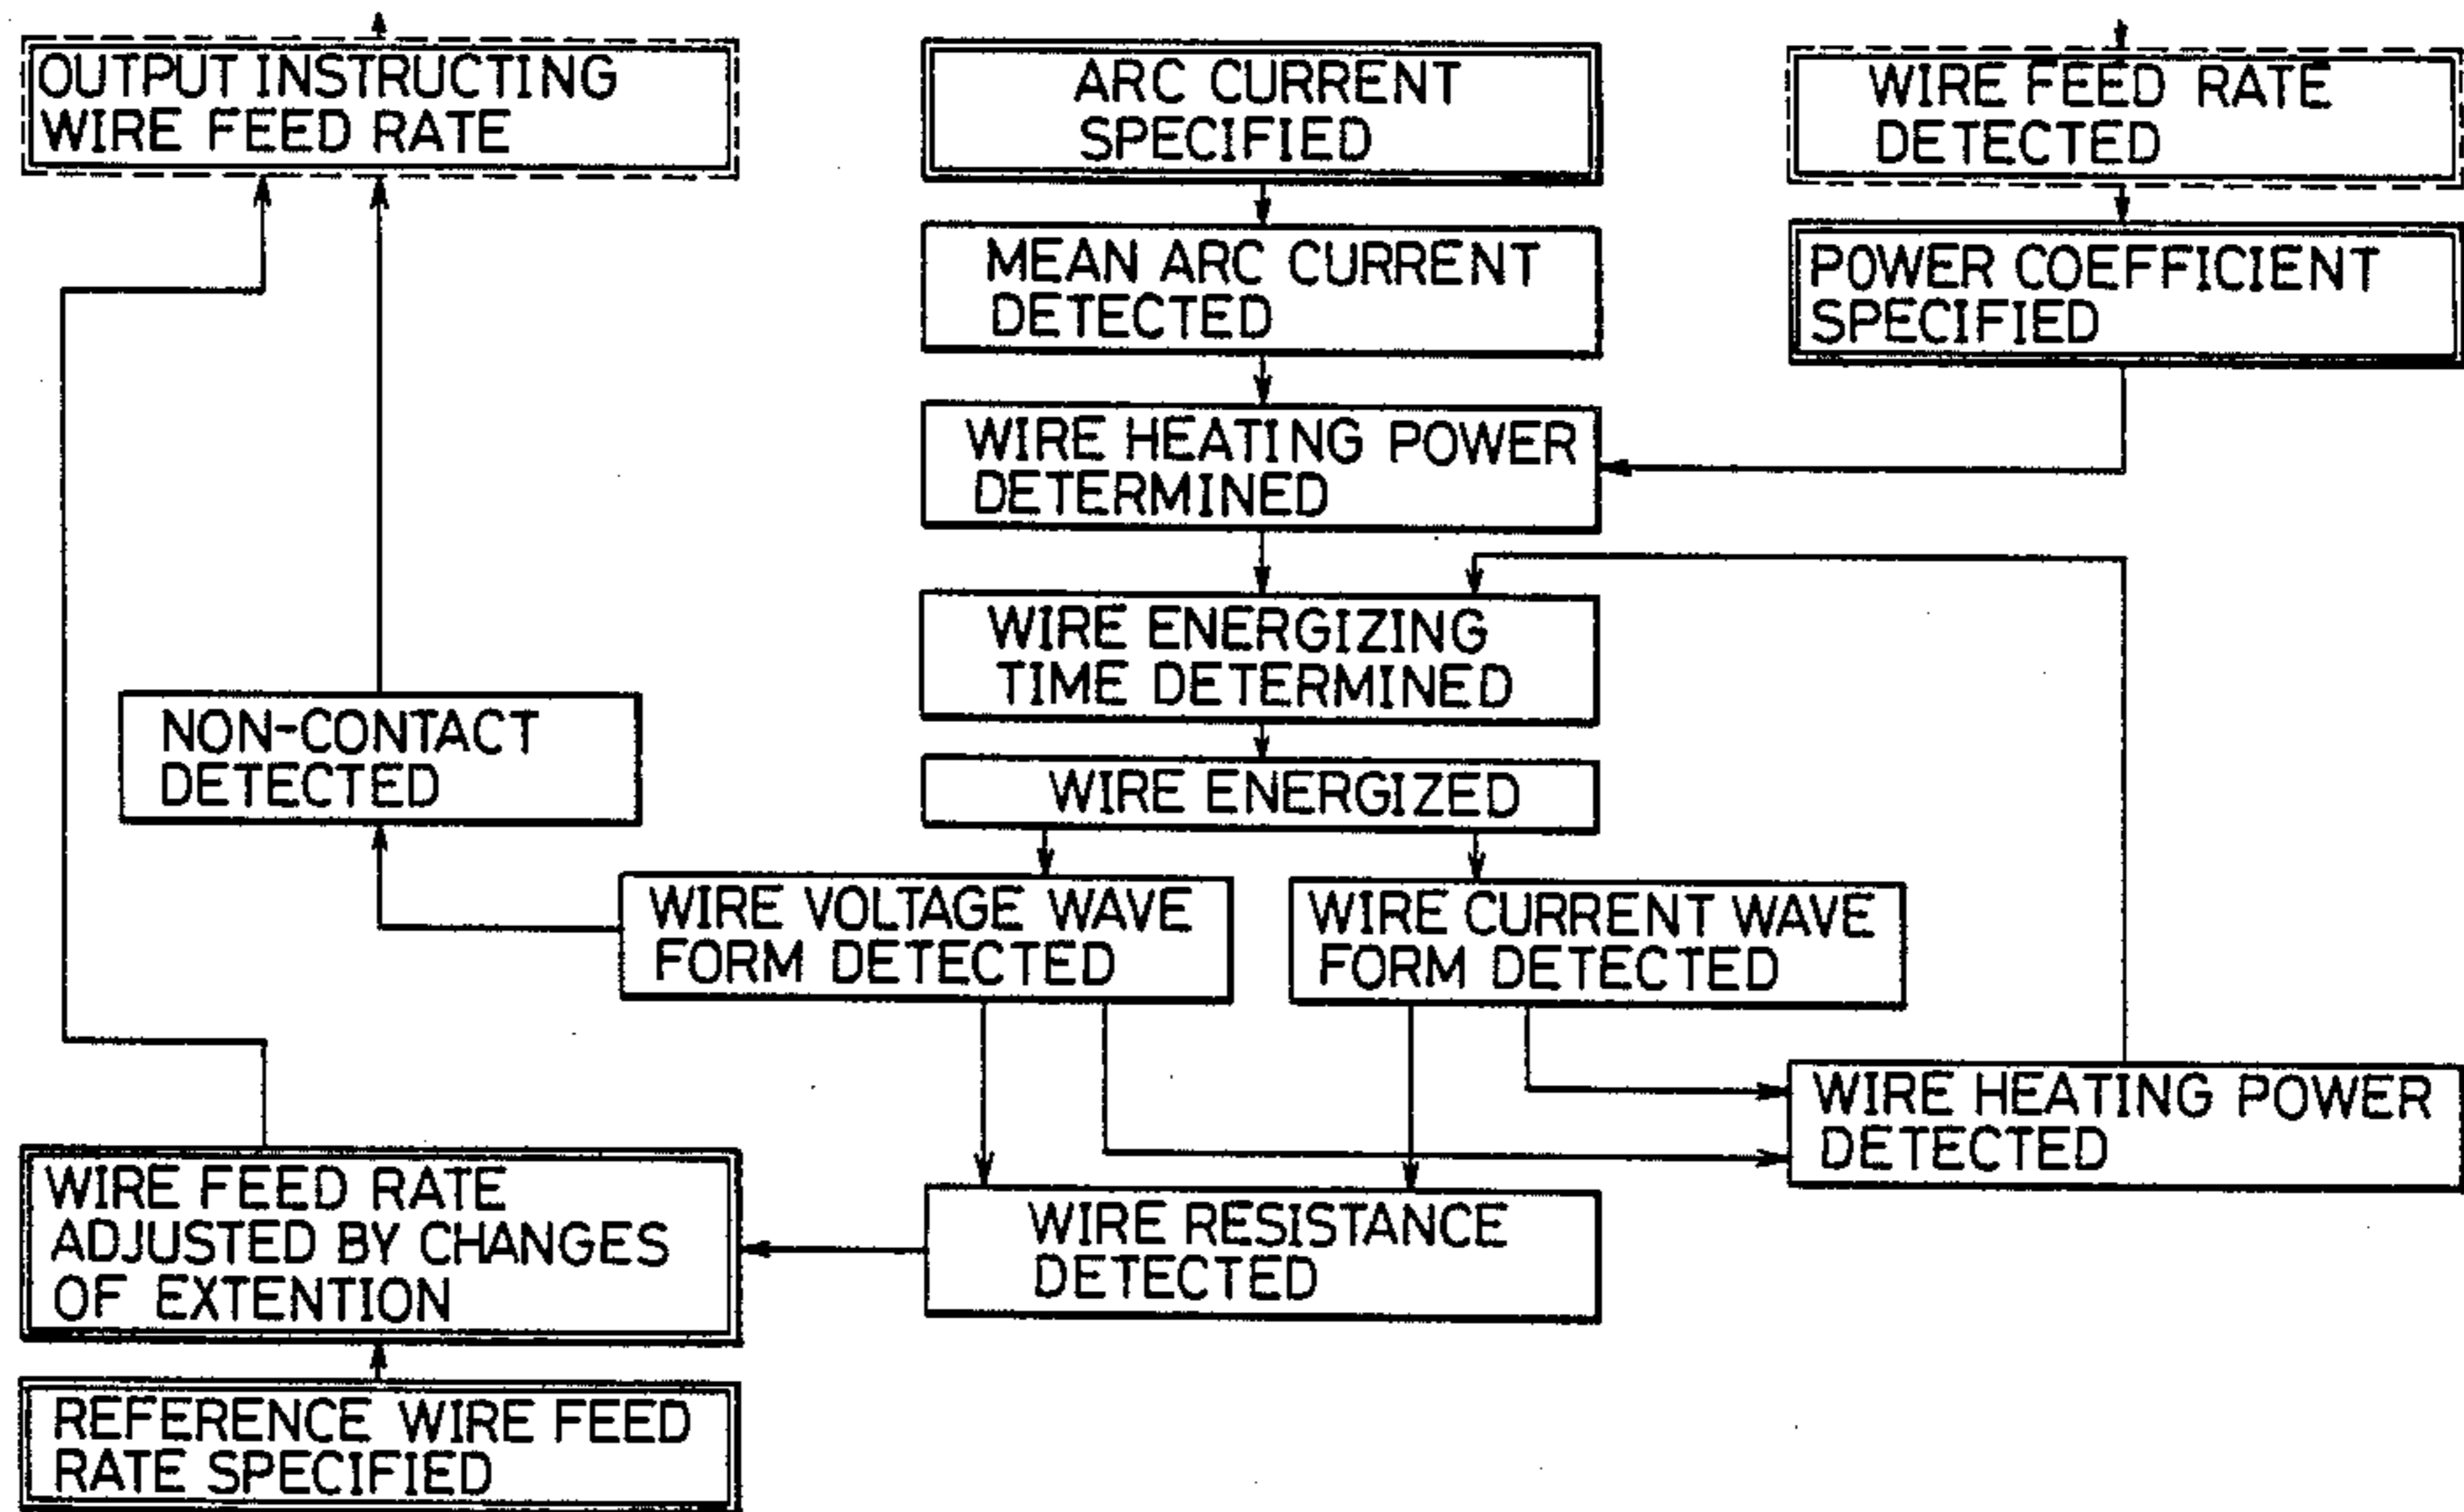 OUTPUT INSTRUCTING
WIRE FEED RATE
ARC CURRENT
SPECIFIED
WIRE FEED RATE
DETECTED
MEAN ARC CURRENT
DETECTED
POWER COEFFICIENT
SPECIFIED
WIRE HEATING POWER
DETERMINED
WIRE ENERGIZING
TIME DETERMINED
NON-CONTACT
DETECTED
WIRE ENERGIZED
WIRE VOLTAGE WAVE
FORM DETECTED
WIRE CURRENT WAVE
FORM DETECTED
WIRE HEATING POWER
DETECTED
WIRE FEED RATE
ADJUSTED BY CHANGES
OF EXTENTION
WIRE RESISTANCE
DETECTED
REFERENCE WIRE FEED
RATE SPECIFIED